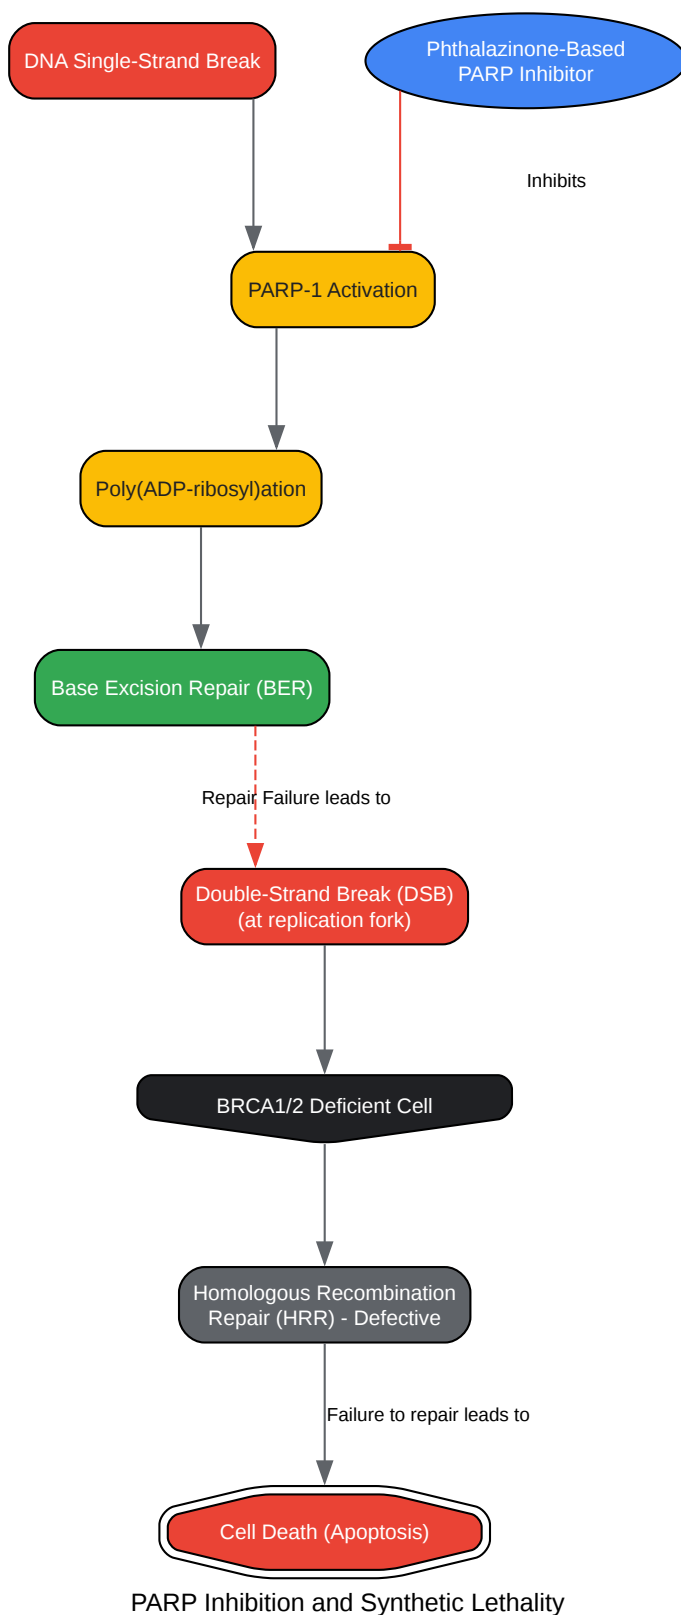 DNA Single-Strand Break
Phthalazinone-Based
PARP Inhibitor
Inhibits
PARP-1 Activation
Poly(ADP-ribosyl)ation
Base Excision Repair (BER)
Repair Failure leads to
Double-Strand Break (DSB)
(at replication fork)
BRCA1/2 Deficient Cell
Homologous Recombination
Repair (HRR) - Defective
Failure to repair leads to
Cell Death (Apoptosis)
PARP Inhibition and Synthetic Lethality